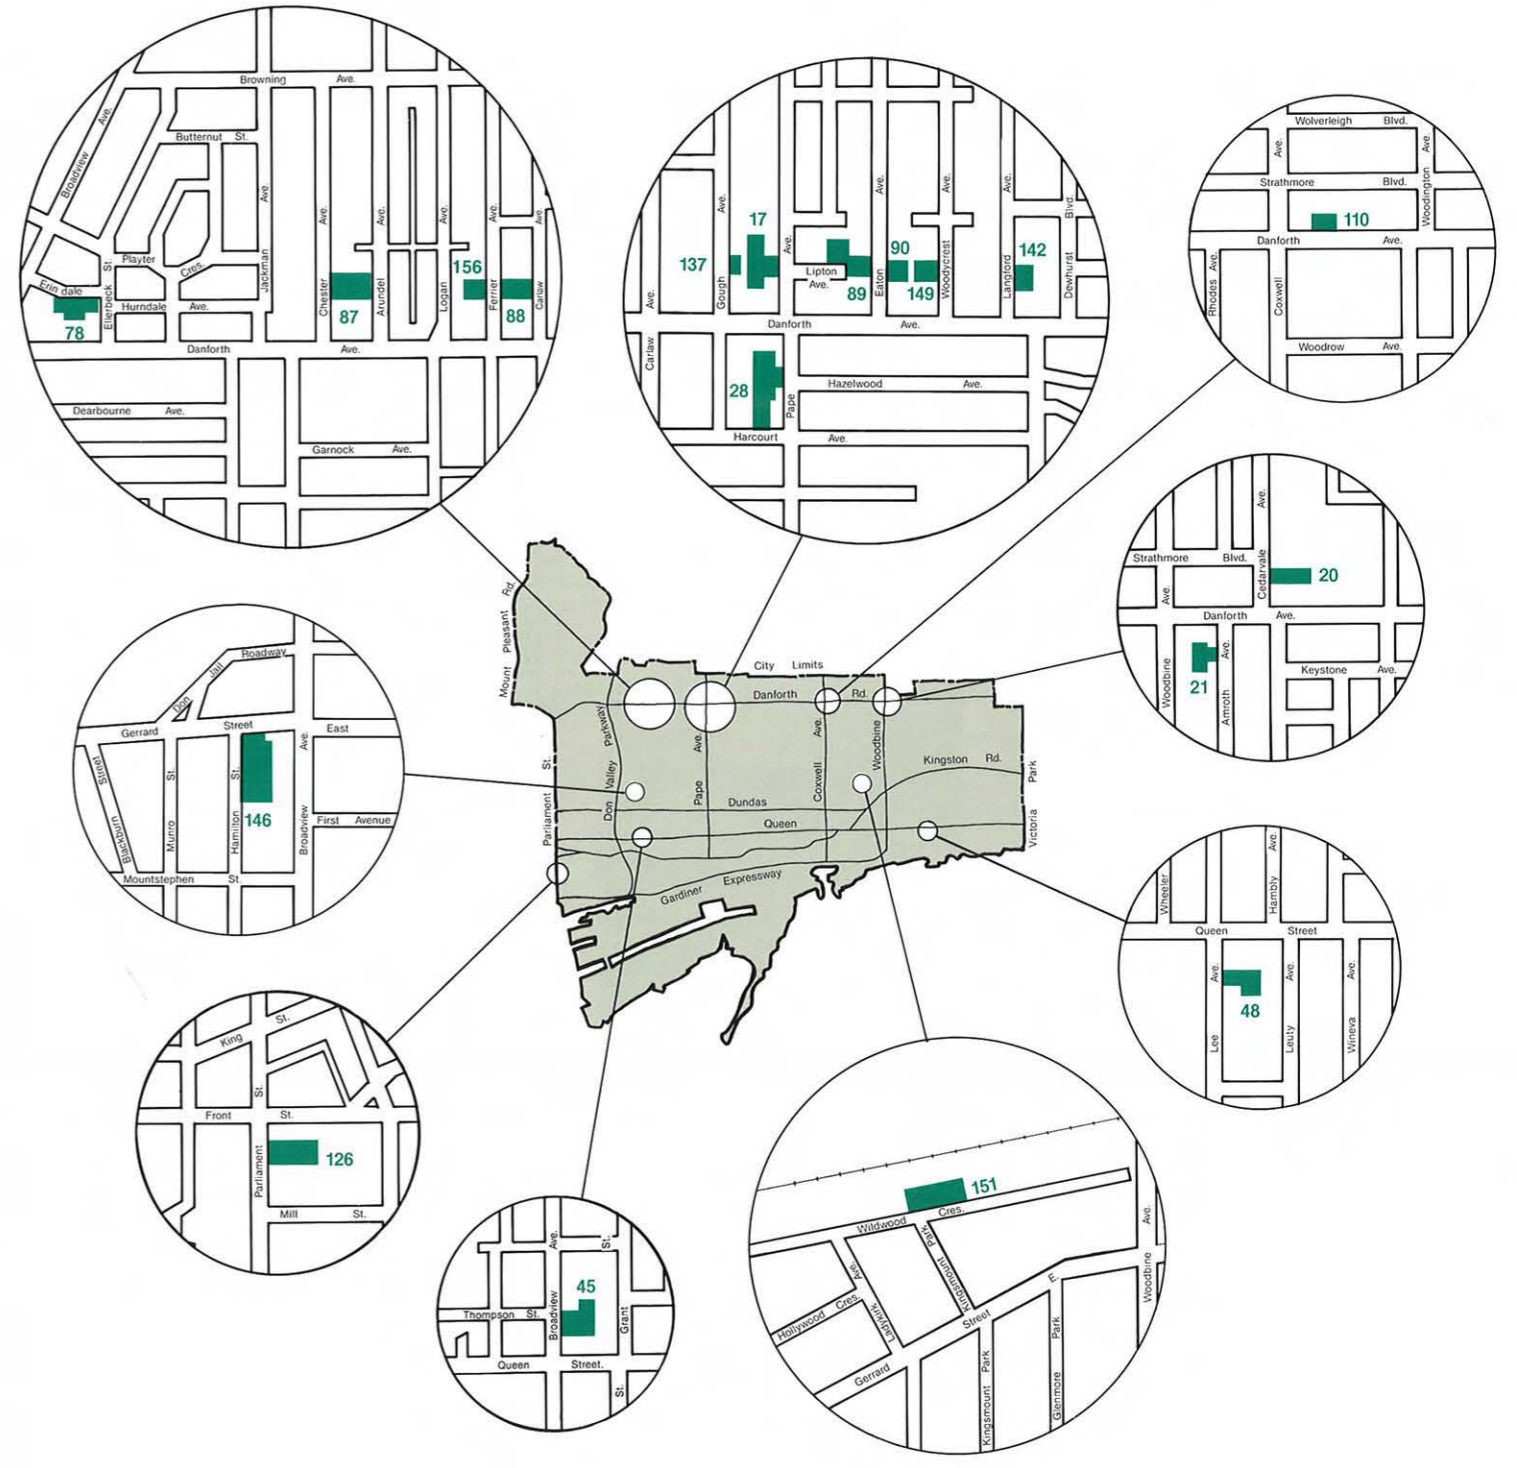 Browning Ave.
Butternut St.
Broadview Ave.
Playter Cres.
Erindale
Ellerbeck St.
Hurndale Ave.
Jackman Ave.
Chester Ave.
Arundel Ave.
Logan Ave.
Ferrier Ave.
Carlaw Ave.
78
87
156
88
Danforth Ave.
Dearbourne Ave.
Garnock Ave.
17
137
90
142
Lipton Ave.
89
149
Gough Ave.
Eaton Ave.
Woodycrest Ave.
Langford Ave.
Dewhurst Blvd.
Carlaw Ave.
Danforth Ave.
28
Pape Ave.
Hazelwood Ave.
Harcourt Ave.
Wolverleigh Blvd.
Strathmore Blvd.
110
Danforth Ave.
Woodington Ave.
Rhodes Ave.
Coxwell Ave.
Woodrow Ave.
Strathmore Blvd.
Cedarvale Ave.
20
Danforth Ave.
Woodbine Ave.
21
Amroth Ave.
Keystone Ave.
Don Jail Roadway
Gerrard Street East
Blackburn Street
Munro St.
Hamilton St.
146
Broadview Ave.
First Avenue
Mountstephen St.
Mount Pleasant Rd.
City Limits
Danforth Rd.
Parliament St.
Don Valley Parkway
Pape Ave.
Coxwell Ave.
Woodbine
Kingston Rd.
Victoria Park
Dundas
Queen
Gardiner Expressway
Wheeler
Hambly Ave.
Queen Street
Lee Ave.
48
Leuty Ave.
Wineva Ave.
King St.
Front St.
Parliament St.
126
Mill St.
Broadview Ave.
45
Thompson St.
Grant St.
Queen Street.
St.
151
Wildwood Cres.
Kingsmount Park
Hollywood Cres.
Ladykirk Ave.
Gerrard Street E.
Kingsmount Park
Glenmore Park
Woodbine Ave.